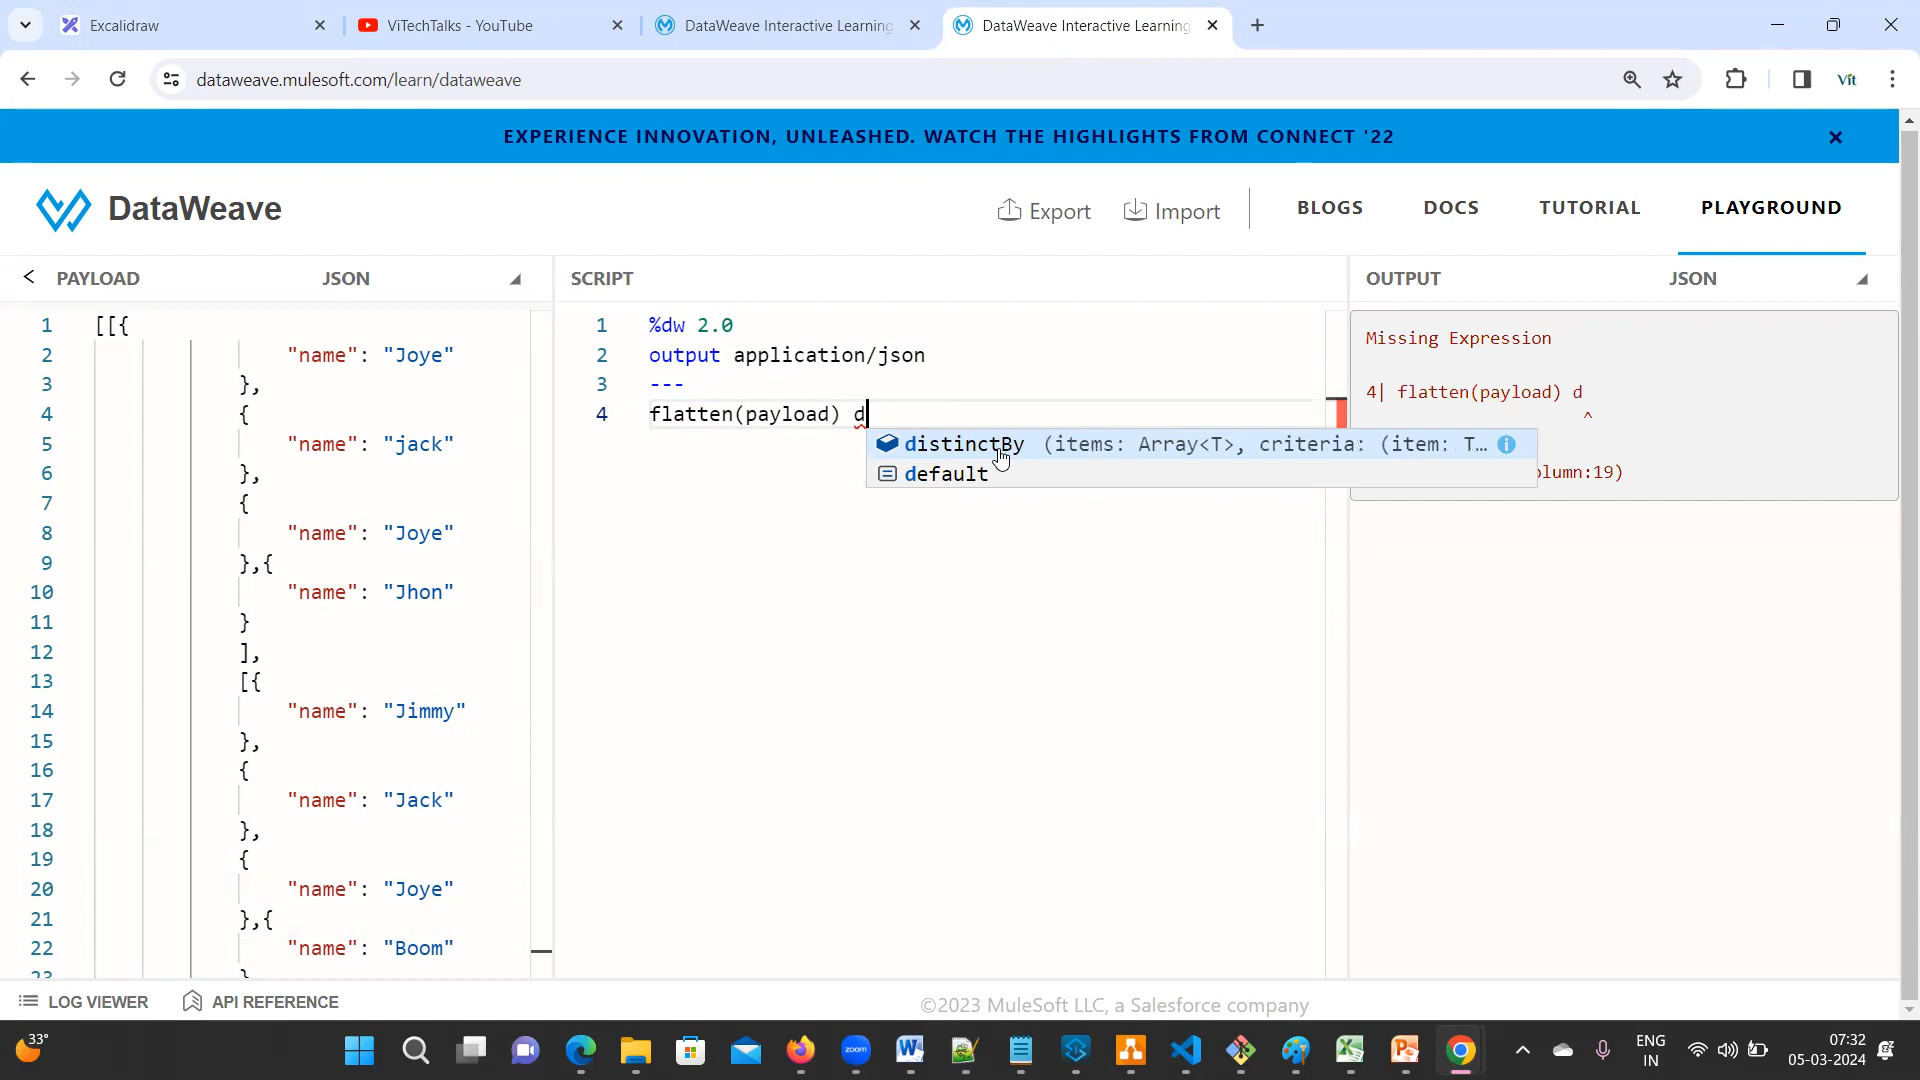 Excalidraw
ViTechTalks - YouTube
DataWeave Interactive Learning
DataWeave Interactive Learning
dataweave.mulesoft.com/learn/dataweave
Vit
EXPERIENCE INNOVATION, UNLEASHED. WATCH THE HIGHLIGHTS FROM CONNECT '22
DataWeave
Export
Import
BLOGS
DOCS
TUTORIAL
PLAYGROUND
PAYLOAD
JSON
1 [[{
2 "name": "Joye"
3 },
4 {
5 "name": "jack"
6 },
7 {
8 "name": "Joye"
9 },{
10 "name": "Jhon"
11 }
12 ],
13 [{
14 "name": "Jimmy"
15 },
16 {
17 "name": "Jack"
18 },
19 {
20 "name": "Joye"
21 },{
22 "name": "Boom"
23 }
SCRIPT
1 %dw 2.0
2 output application/json
3 ---
4 flatten(payload) d
distinctBy (items: Array<T>, criteria: (item: T…
default
OUTPUT
JSON
Missing Expression
4| flatten(payload) d
^
lumn:19)
LOG VIEWER
API REFERENCE
©2023 MuleSoft LLC, a Salesforce company
33°
zoom
ENG
IN
07:32
05-03-2024